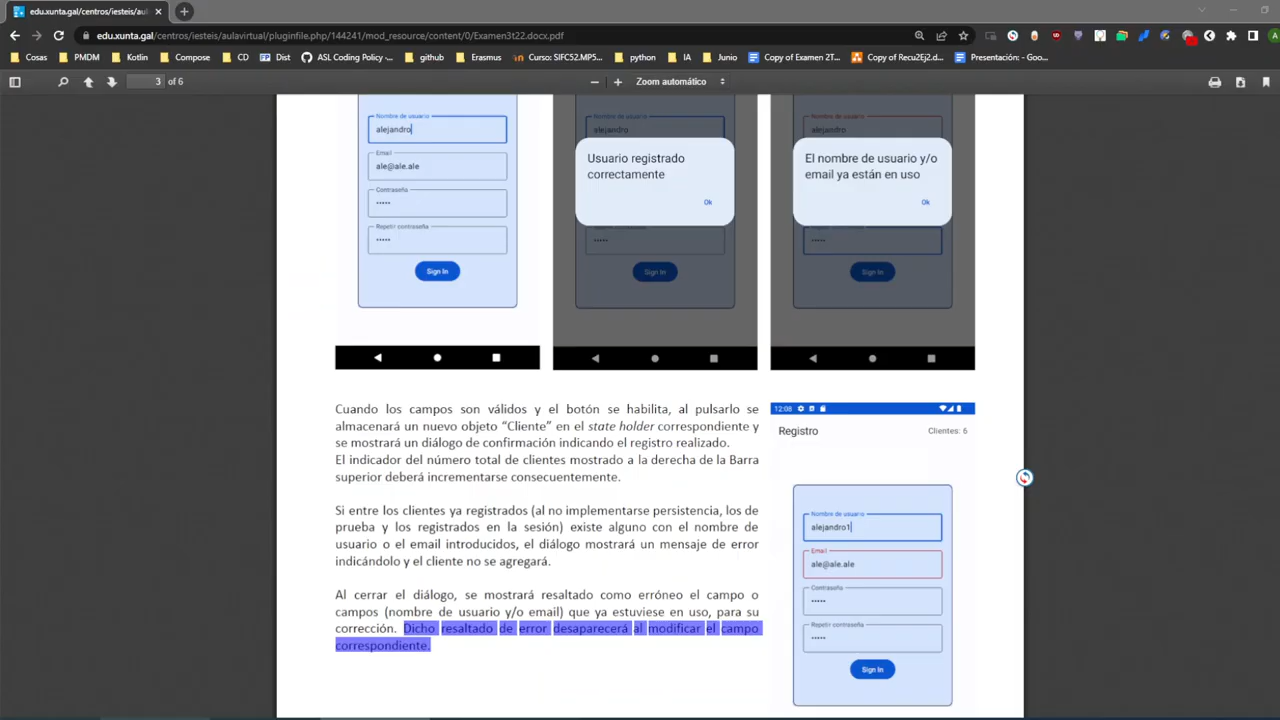 edu.xunta.gal/centros/iesteis/aul
edu.xunta.gal/centros/iesteis/aulavirtual/pluginfile.php/144241/mod_resource/content/0/Examen3t22.docx.pdf
Cosas PMDM Kotlin Compose CD Dist ASL Coding Policy -... github Erasmus Curso: SIFC52.MP5... python IA Junio Copy of Examen 2T... Copy of Recu2Ej2.d... Presentación: - Goo...
3 of 6 Zoom automático
Nombre de usuario
alejandro
Email
ale@ale.ale
Contraseña
•••••
Repetir contraseña
•••••
Sign In
Nombre de usuario
alejandro
Usuario registrado
correctamente
Ok
•••••
Sign In
Nombre de usuario
alejandro
El nombre de usuario y/o
email ya están en uso
Ok
•••••
Sign In
Cuando los campos son válidos y el botón se habilita, al pulsarlo se
almacenará un nuevo objeto “Cliente” en el state holder correspondiente y
se mostrará un diálogo de confirmación indicando el registro realizado.
El indicador del número total de clientes mostrado a la derecha de la Barra
superior deberá incrementarse consecuentemente.
Si entre los clientes ya registrados (al no implementarse persistencia, los de
prueba y los registrados en la sesión) existe alguno con el nombre de
usuario o el email introducidos, el diálogo mostrará un mensaje de error
indicándolo y el cliente no se agregará.
Al cerrar el diálogo, se mostrará resaltado como erróneo el campo o
campos (nombre de usuario y/o email) que ya estuviese en uso, para su
corrección. Dicho resaltado de error desaparecerá al modificar el campo
correspondiente.
12:08
Registro Clientes: 6
Nombre de usuario
alejandro1
Email
ale@ale.ale
Contraseña
•••••
Repetir contraseña
•••••
Sign In